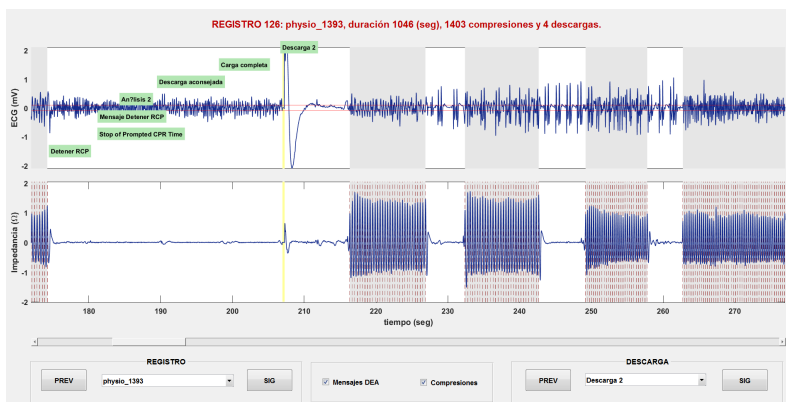 REGISTRO 126: physio_1393, duración 1046 (seg), 1403 compresiones y 4 descargas.
Descarga 2
Carga completa
Descarga aconsejada
An?lisis 2
Mensaje Detener RCP
Stop of Prompted CPR Time
Detener RCP
ECG (mV)
2
1
0
-1
-2
Impedancia (Ω)
2
1
0
-1
-2
180 190 200 210 220 230 240 250 260 270
tiempo (seg)
REGISTRO
PREV
physio_1393
SIG
Mensajes DEA
Compresiones
DESCARGA
PREV
Descarga 2
SIG